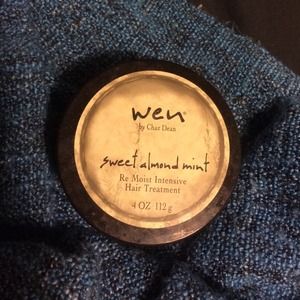 wen
by Chaz Dean
sweet almond mint
Re Moist Intensive
Hair Treatment
4 OZ 112 g